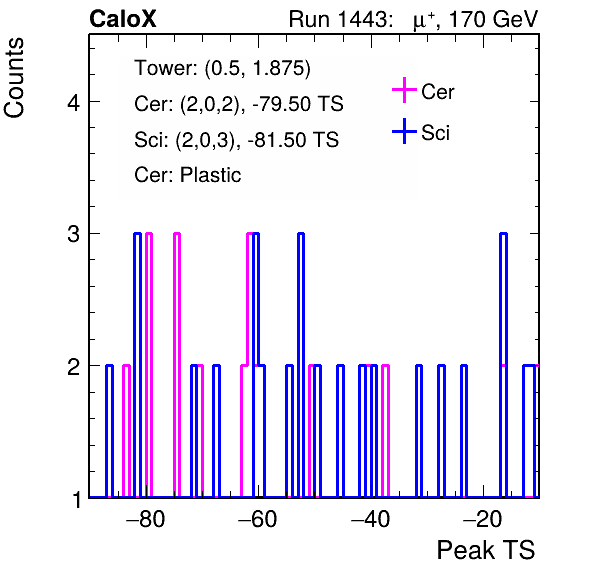 CaloX Run 1443: μ⁺, 170 GeV
Counts
Tower: (0.5, 1.875)
Cer: (2,0,2), -79.50 TS
Sci: (2,0,3), -81.50 TS
Cer: Plastic
Cer
Sci
4
3
2
1
−80 −60 −40 −20
Peak TS